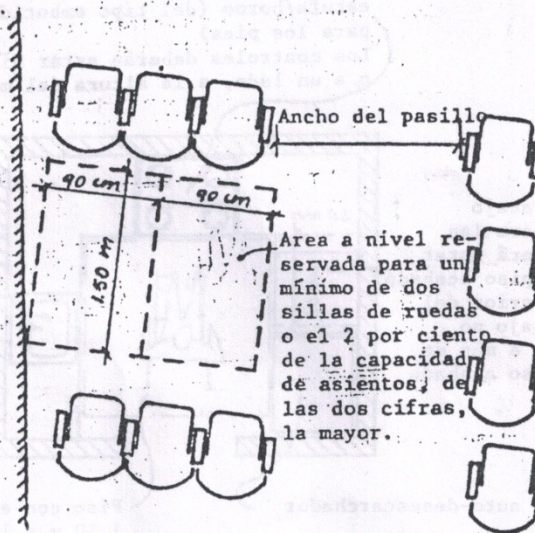 Ancho del pasillo
90 cm
90 cm
1.50 m
Area a nivel re-
servada para un
mínimo de dos
sillas de ruedas
o el 2 por ciento
de la capacidad
de asientos; de
las dos cifras,
la mayor.